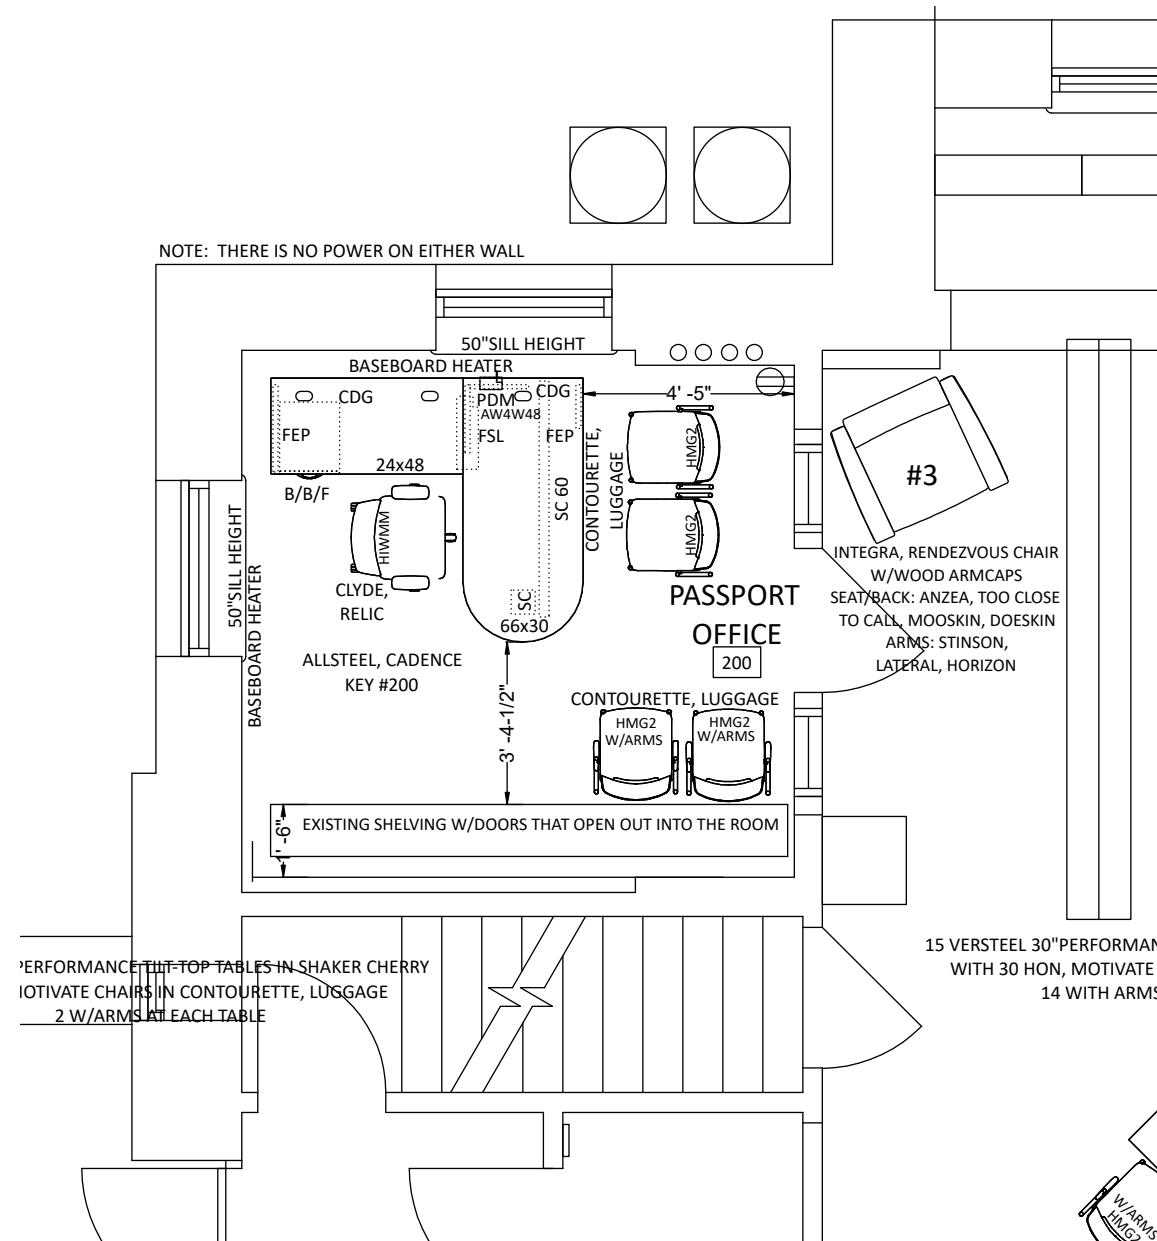 NOTE:  THERE IS NO POWER ON EITHER WALL
50"SILL HEIGHT
BASEBOARD HEATER
CDG
PDM
CDG
AW4W48
FEP
FSL
FEP
24x48
B/B/F
SC 60
CONTOURETTE,
LUGGAGE
4' -5"
HMG2
HMG2
HIWMM
CLYDE,
RELIC
SC
66x30
50"SILL HEIGHT
BASEBOARD HEATER
ALLSTEEL, CADENCE
KEY #200
PASSPORT
OFFICE
200
#3
INTEGRA, RENDEZVOUS CHAIR
W/WOOD ARMCAPS
SEAT/BACK: ANZEA, TOO CLOSE
TO CALL, MOOSKIN, DOESKIN
ARMS: STINSON,
LATERAL, HORIZON
3' -4-1/2"
CONTOURETTE, LUGGAGE
HMG2
W/ARMS
HMG2
W/ARMS
1' -6"
EXISTING SHELVING W/DOORS THAT OPEN OUT INTO THE ROOM
PERFORMANCE TILT-TOP TABLES IN SHAKER CHERRY
MOTIVATE CHAIRS IN CONTOURETTE, LUGGAGE
2 W/ARMS AT EACH TABLE
15 VERSTEEL 30"PERFORMAN
WITH 30 HON, MOTIVATE
14 WITH ARMS
W/ARMS
HMG2